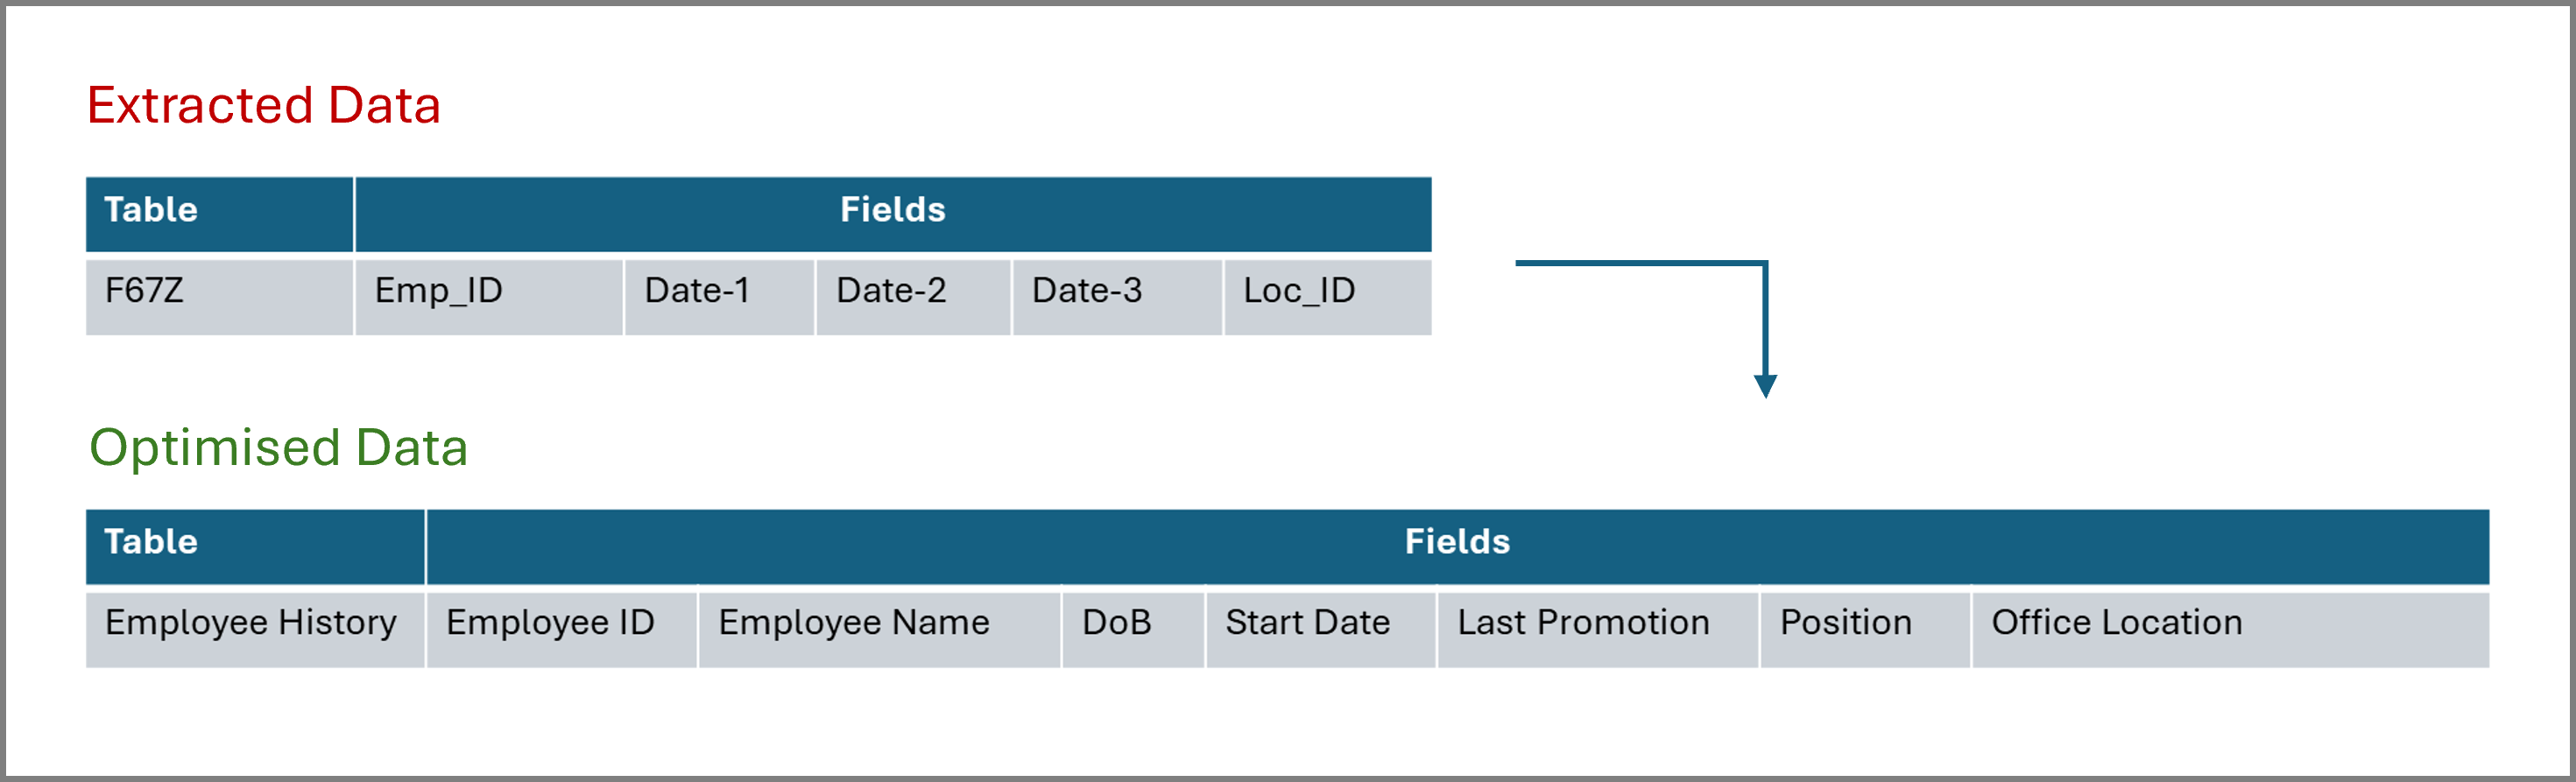 Extracted Data
Table Fields
F67Z Emp_ID Date-1 Date-2 Date-3 Loc_ID
Optimised Data
Table Fields
Employee History Employee ID Employee Name DoB Start Date Last Promotion Position Office Location